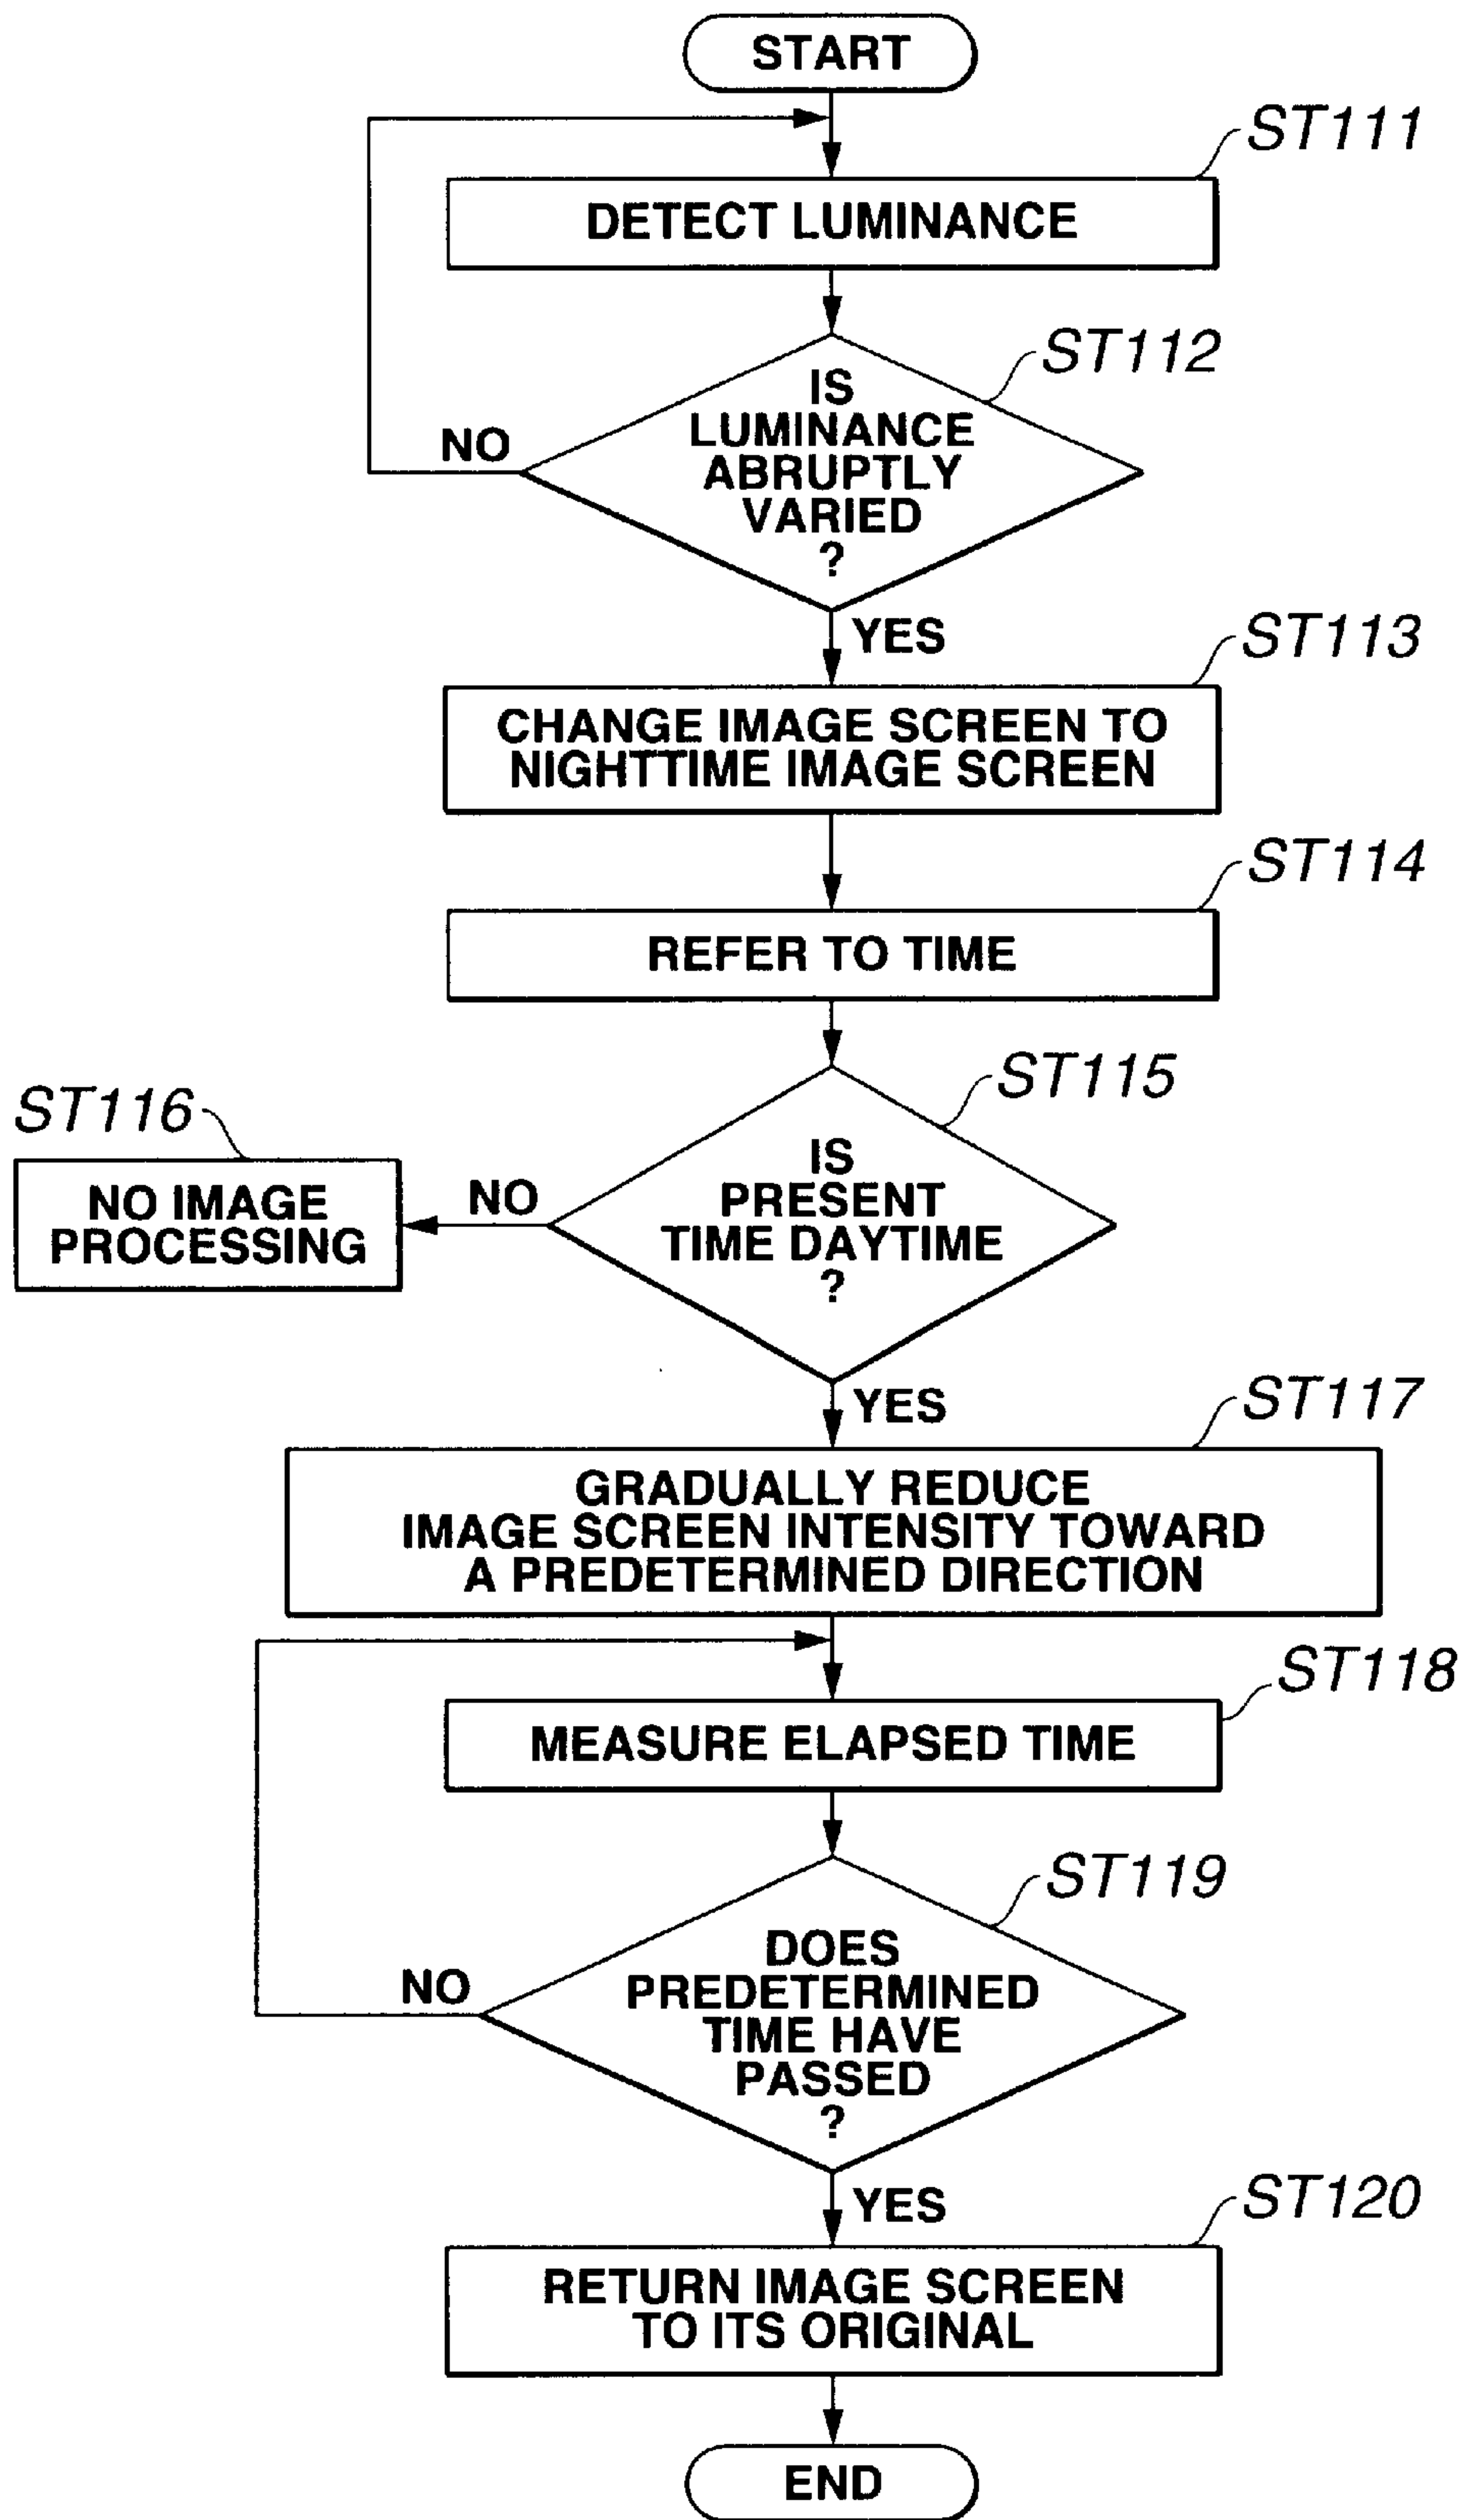 START
ST111
DETECT LUMINANCE
ST112
IS
LUMINANCE
ABRUPTLY
VARIED
?
NO
YES
ST113
CHANGE IMAGE SCREEN TO
NIGHTTIME IMAGE SCREEN
ST114
REFER TO TIME
ST115
IS
PRESENT
TIME DAYTIME
?
NO
ST116
NO IMAGE
PROCESSING
YES
ST117
GRADUALLY REDUCE
IMAGE SCREEN INTENSITY TOWARD
A PREDETERMINED DIRECTION
ST118
MEASURE ELAPSED TIME
ST119
DOES
PREDETERMINED
TIME HAVE
PASSED
?
NO
YES
ST120
RETURN IMAGE SCREEN
TO ITS ORIGINAL
END